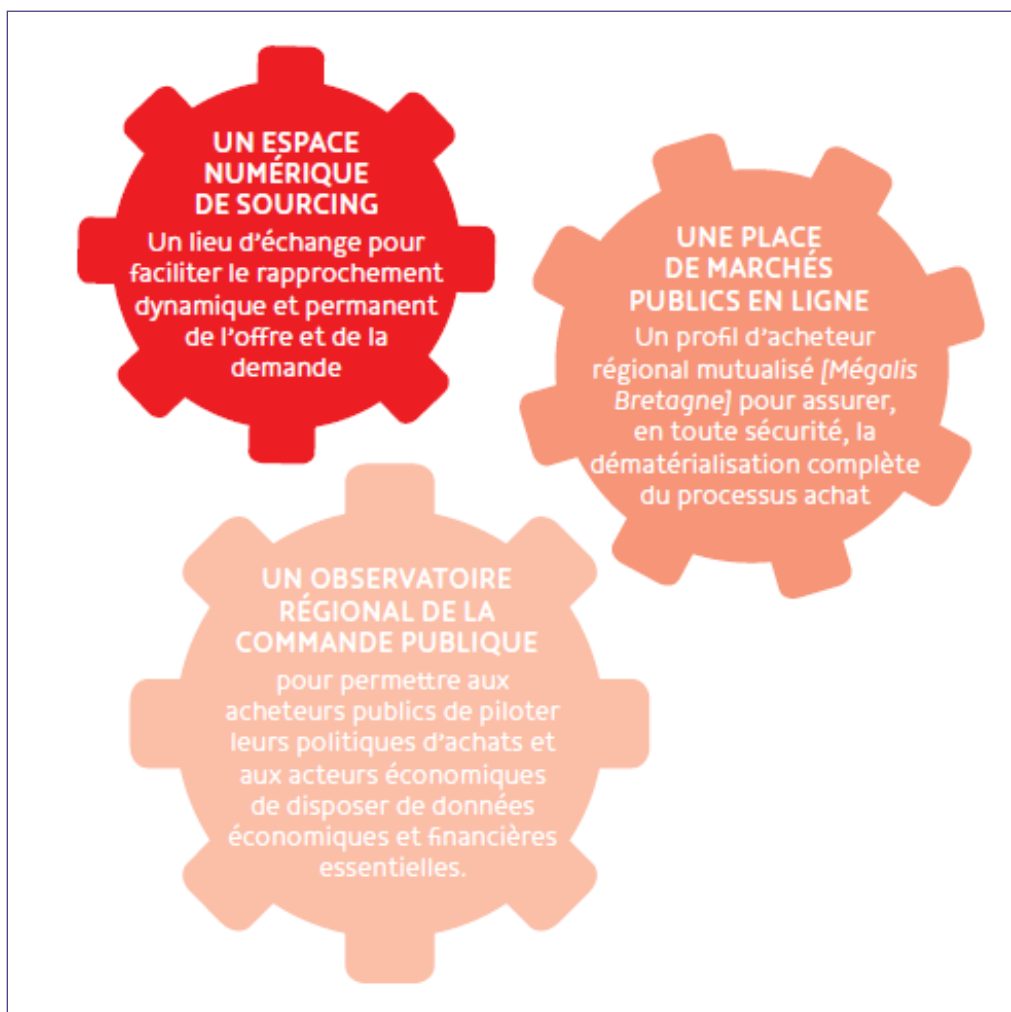 UN ESPACE
NUMÉRIQUE
DE SOURCING
Un lieu d'échange pour
faciliter le rapprochement
dynamique et permanent
de l'offre et de la
demande
UNE PLACE
DE MARCHÉS
PUBLICS EN LIGNE
Un profil d'acheteur
régional mutualisé [Mégalis
Bretagne] pour assurer,
en toute sécurité, la
dématérialisation complète
du processus achat
UN OBSERVATOIRE
RÉGIONAL DE LA
COMMANDE PUBLIQUE
pour permettre aux
acheteurs publics de piloter
leurs politiques d'achats et
aux acteurs économiques
de disposer de données
économiques et financières
essentielles.